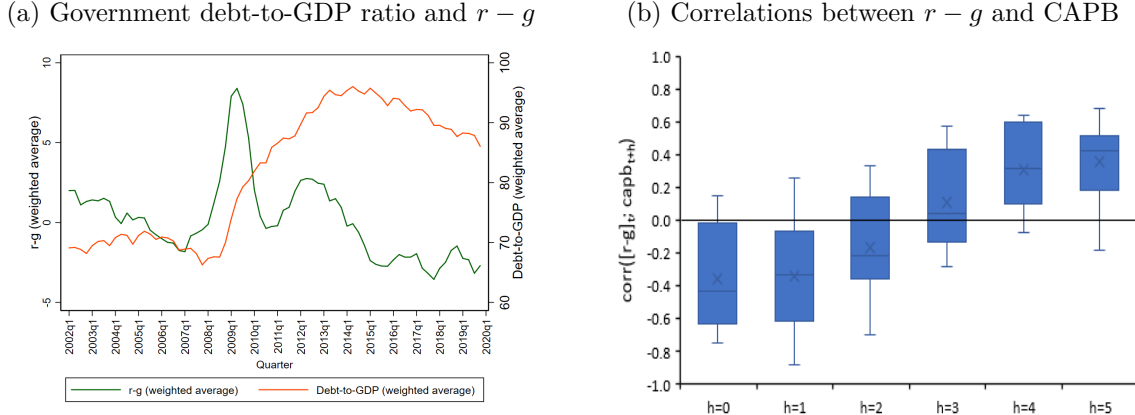 (a) Government debt-to-GDP ratio and r − g
r-g (weighted average)
10
5
0
-5
Debt-to-GDP (weighted average)
100
90
80
70
60
2002q1
2003q1
2004q1
2005q1
2006q1
2007q1
2008q1
2009q1
2010q1
2011q1
2012q1
2013q1
2014q1
2015q1
2016q1
2017q1
2018q1
2019q1
2020q1
Quarter
r-g (weighted average) Debt-to-GDP (weighted average)
(b) Correlations between r − g and CAPB
corr([r-g]t; capbt+h)
1.0
0.8
0.6
0.4
0.2
0.0
-0.2
-0.4
-0.6
-0.8
-1.0
h=0 h=1 h=2 h=3 h=4 h=5